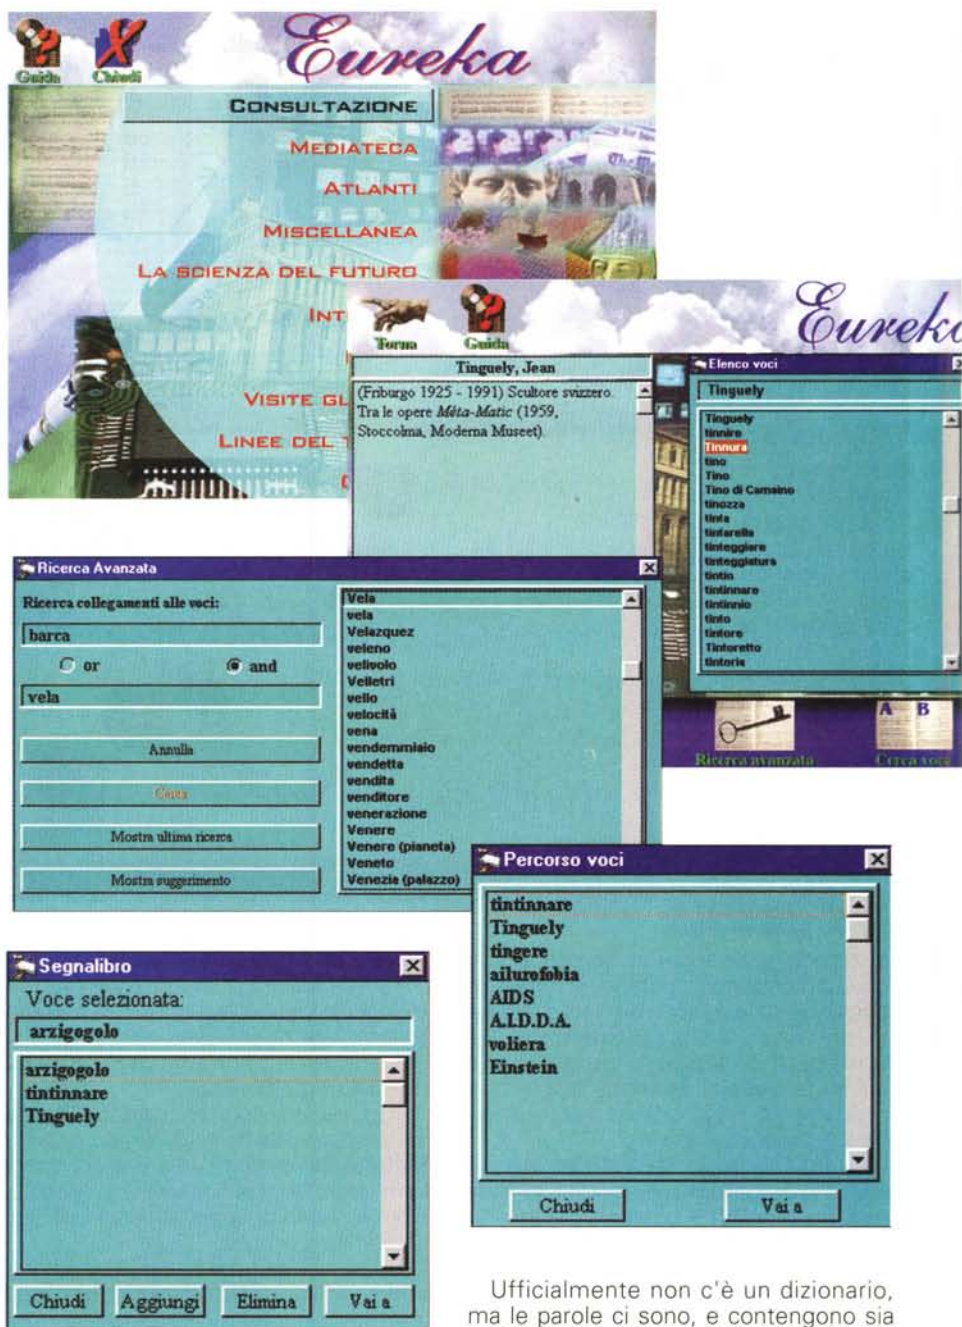 Eureka
Guida
Chiudi
CONSULTAZIONE
MEDIATECA
ATLANTI
MISCELLANEA
LA SCIENZA DEL FUTURO
INT
VISITE GU
LINEE DEL T
Eureka
Torna
Guida
Tinguely, Jean
(Friburgo 1925 - 1991) Scultore svizzero.
Tra le opere Méta-Matic (1959,
Stoccolma, Moderna Museet).
Elenco voci
Tinguely
Tinguely
tinnire
Tinnura
tino
Tino
Tino di Camaino
tinozza
tinta
tintarella
tinteggiare
tinteggiatura
tintin
tintinnare
tintinnio
tinto
tintore
Tintoretto
tintoria
A B
Ricerca avanzata
Cerca voce
Ricerca Avanzata
Ricerca collegamenti alle voci:
barca
or
and
vela
Annulla
Cerca
Mostra ultima ricerca
Mostra suggerimento
Vela
vela
Velazquez
veleno
velivolo
Velletri
vello
velocità
vena
vendemmiaio
vendetta
vendita
venditore
venerazione
Venere
Venere (pianeta)
Veneto
Venezia (palazzo)
Percorso voci
tintinnare
Tinguely
tingere
ailurofobia
AIDS
A.I.D.D.A.
voliera
Einstein
Chiudi
Vai a
Segnalibro
Voce selezionata:
arzigogolo
arzigogolo
tintinnare
Tinguely
Chiudi
Aggiungi
Elimina
Vai a
Ufficialmente non c'è un dizionario,
ma le parole ci sono, e contengono sia